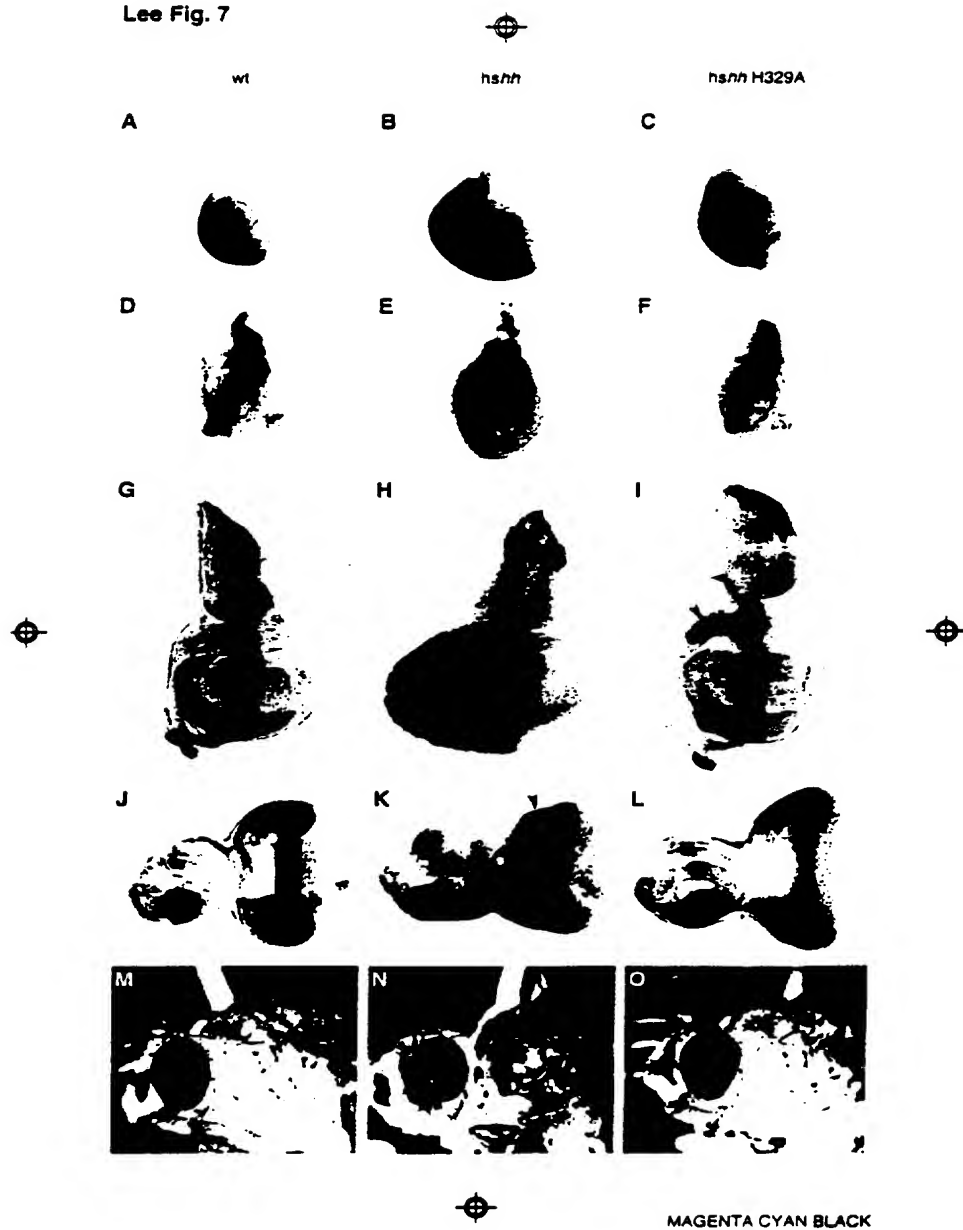 Lee Fig. 7
wt hshh hshh H329A
A B C
D E F
G H I
J K L
M N O
MAGENTA CYAN BLACK